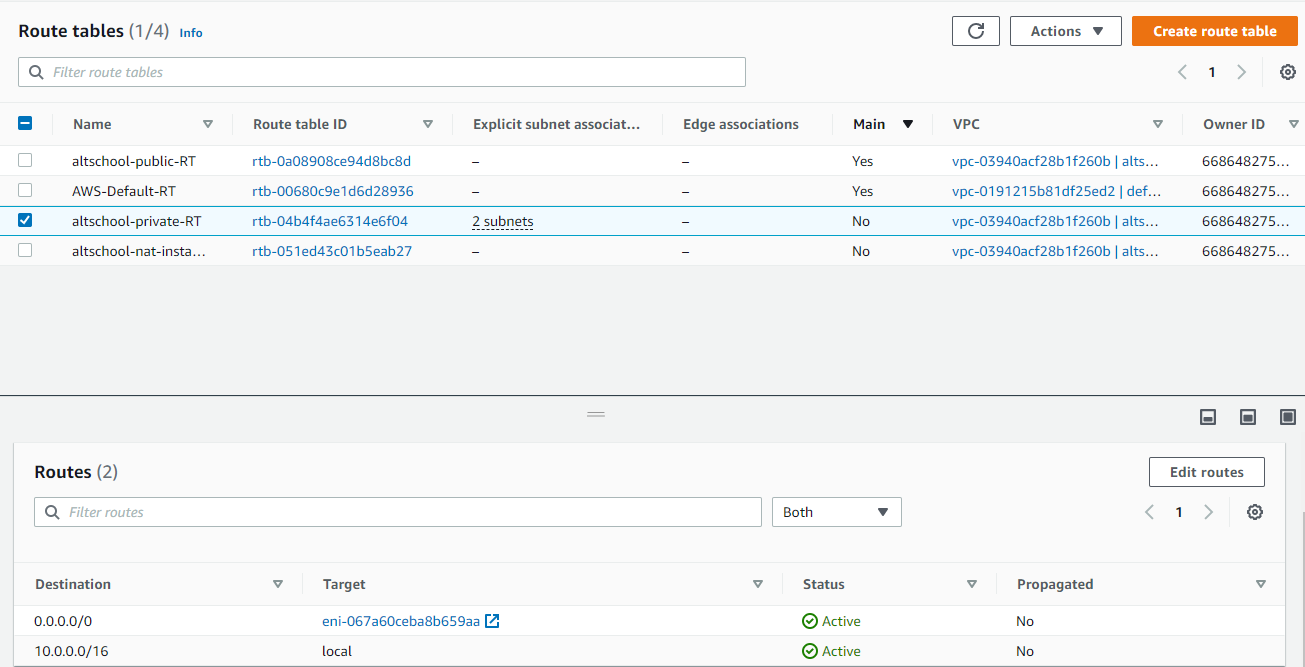 Route tables (1/4) Info
Actions
Create route table
Filter route tables
1
Name Route table ID Explicit subnet associat... Edge associations Main VPC Owner ID
altschool-public-RT rtb-0a08908ce94d8bc8d – – Yes vpc-03940acf28b1f260b | alts... 668648275...
AWS-Default-RT rtb-00680c9e1d6d28936 – – Yes vpc-0191215b81df25ed2 | def... 668648275...
altschool-private-RT rtb-04b4f4ae6314e6f04 2 subnets – No vpc-03940acf28b1f260b | alts... 668648275...
altschool-nat-insta... rtb-051ed43c01b5eab27 – – No vpc-03940acf28b1f260b | alts... 668648275...
Routes (2)
Edit routes
Filter routes
Both
1
Destination Target Status Propagated
0.0.0.0/0 eni-067a60ceba8b659aa Active No
10.0.0.0/16 local Active No